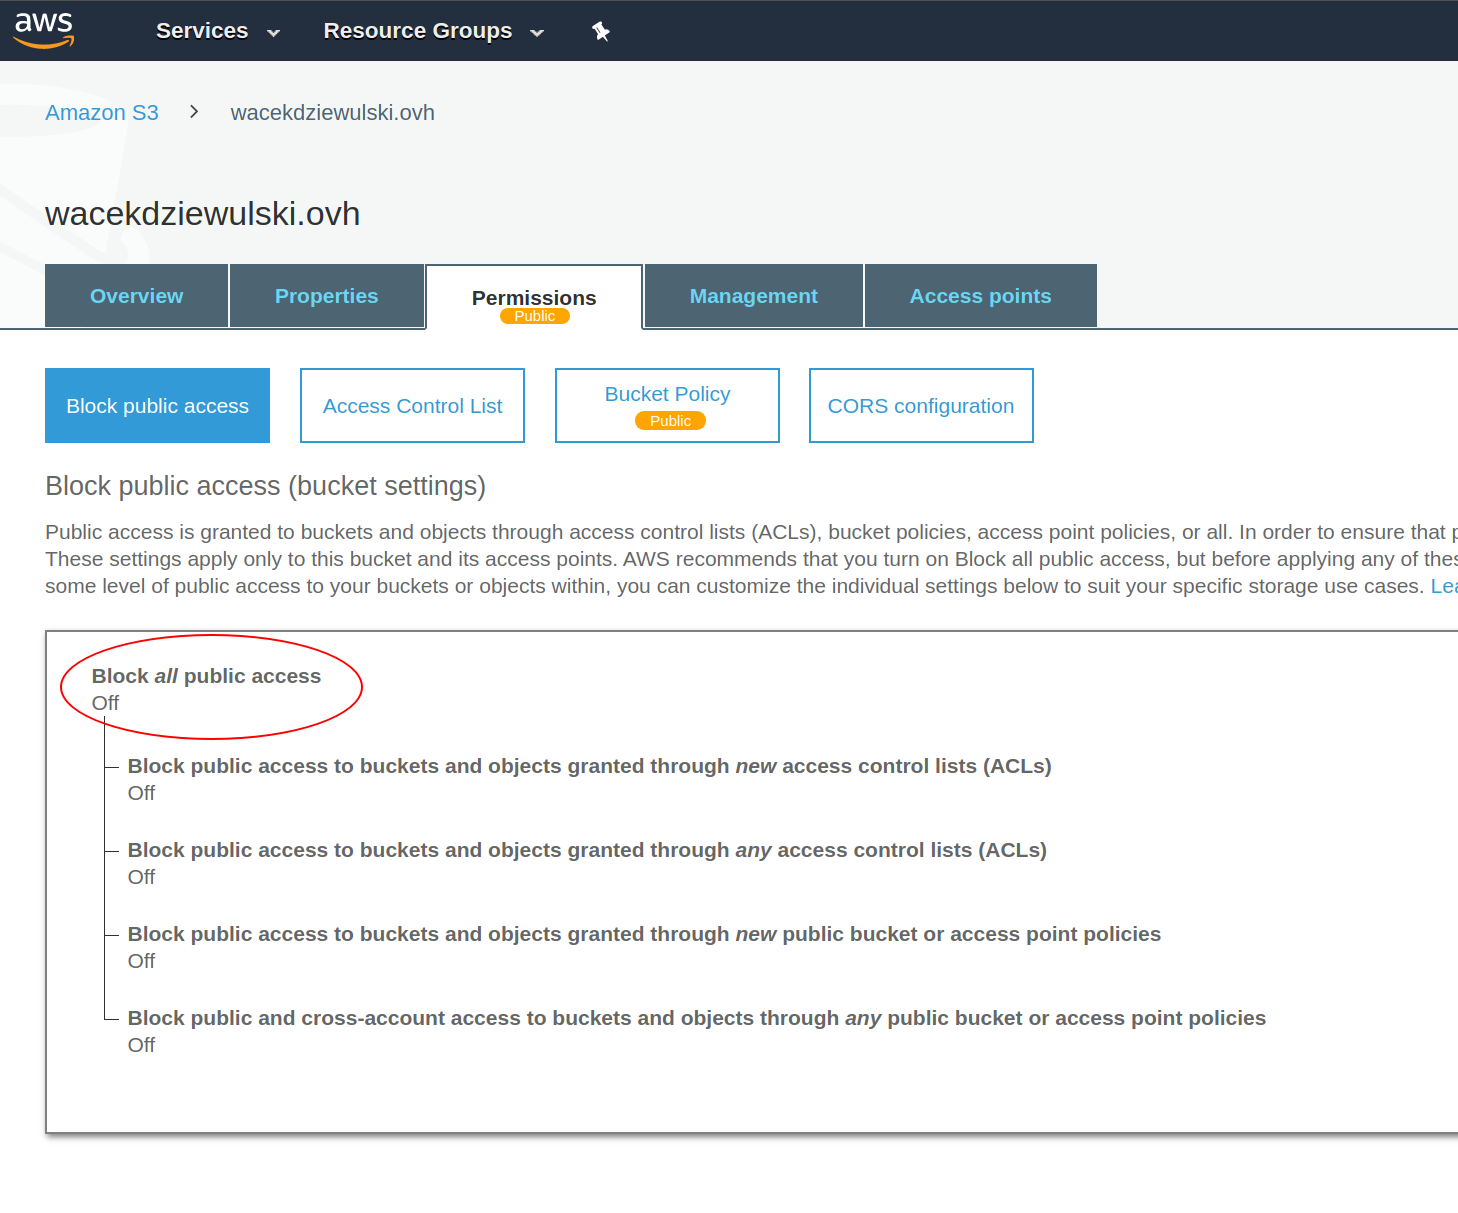 aws Services Resource Groups
Amazon S3 > wacekdziewulski.ovh
wacekdziewulski.ovh
Overview Properties Permissions Management Access points
Public
Block public access Access Control List Bucket Policy CORS configuration
Public
Block public access (bucket settings)
Public access is granted to buckets and objects through access control lists (ACLs), bucket policies, access point policies, or all. In order to ensure that
These settings apply only to this bucket and its access points. AWS recommends that you turn on Block all public access, but before applying any of
some level of public access to your buckets or objects within, you can customize the individual settings below to suit your specific storage use cases.
Block all public access
Off
Block public access to buckets and objects granted through new access control lists (ACLs)
Off
Block public access to buckets and objects granted through any access control lists (ACLs)
Off
Block public access to buckets and objects granted through new public bucket or access point policies
Off
Block public and cross-account access to buckets and objects through any public bucket or access point policies
Off